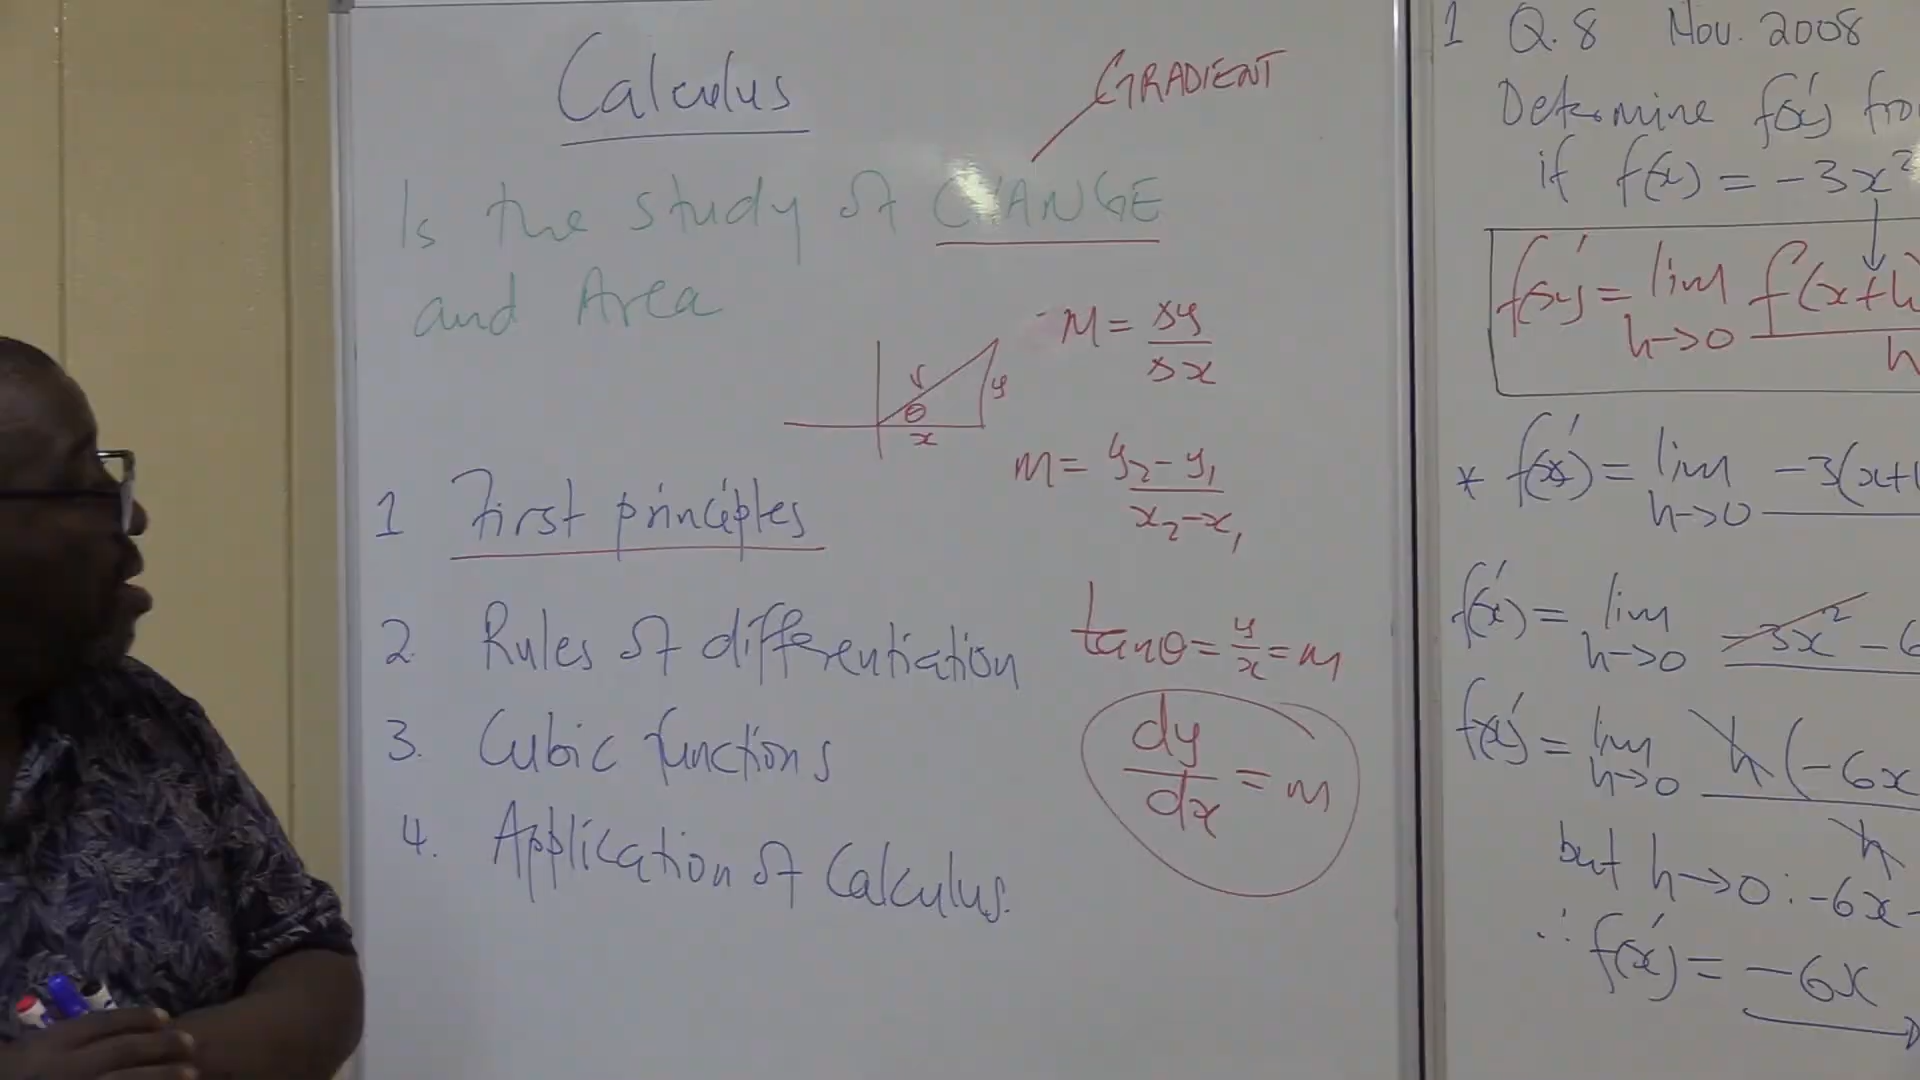 Calculus
GRADIENT
Is the study of CHANGE
and Area
M = Δy
Δx
r
θ
y
x
m = y₂ - y₁
x₂ - x₁
1 First principles
2. Rules of differentiation
tanθ = y/x = m
3. Cubic functions
dy
dx = m
4. Application of Calculus.
1 Q.8 Nov. 2008
Determine f(x)'
if f(x) = -3x²
f(x)' = lim f(x+h)
h→0 h
* f(x)' = lim -3(x+h
h→0
f(x)' = lim -3x² - 6
h→0
f(x)' = lim h(-6x
h→0 h
but h→0 : -6x -
∴ f(x)' = -6x